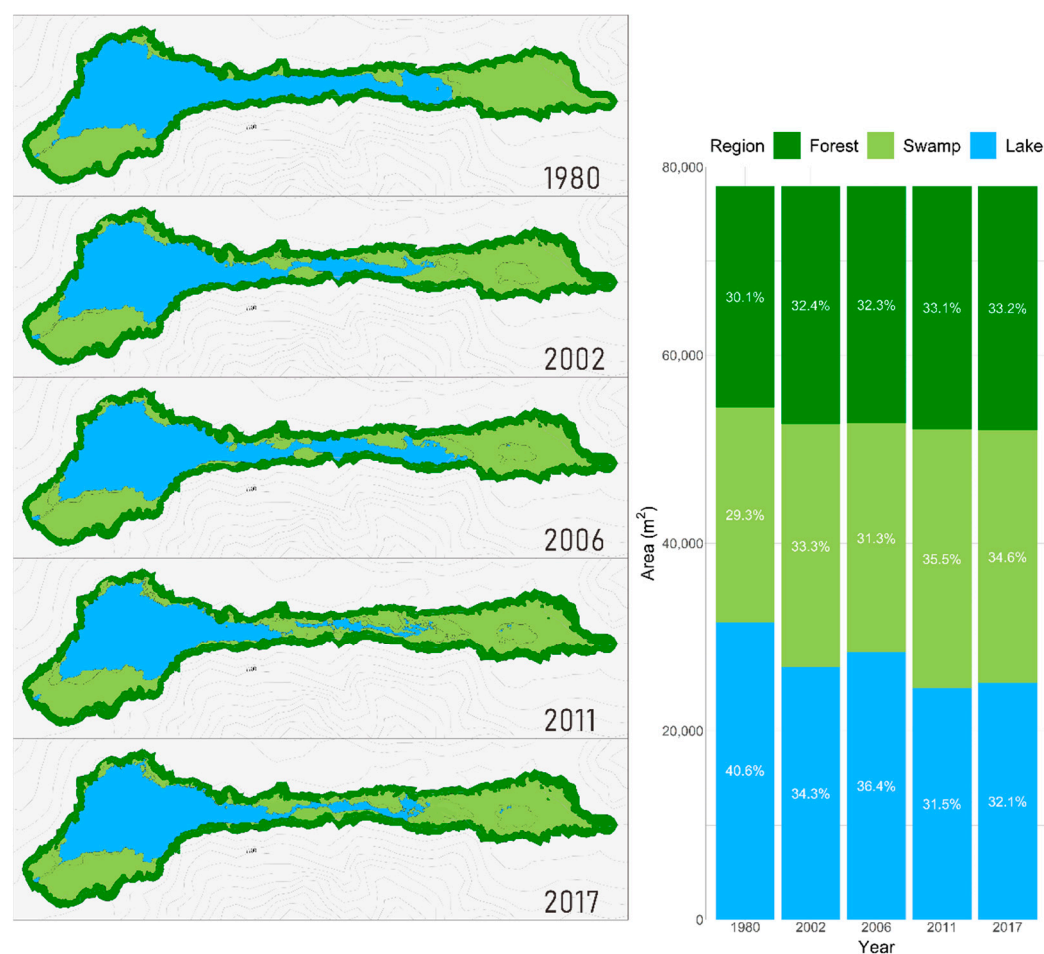 1980
2002
2006
2011
2017
Region Forest Swamp Lake
80,000
60,000
40,000
20,000
0
Area (m²)
30.1% 32.4% 32.3% 33.1% 33.2%
29.3% 33.3% 31.3% 35.5% 34.6%
40.6% 34.3% 36.4% 31.5% 32.1%
1980 2002 2006 2011 2017
Year